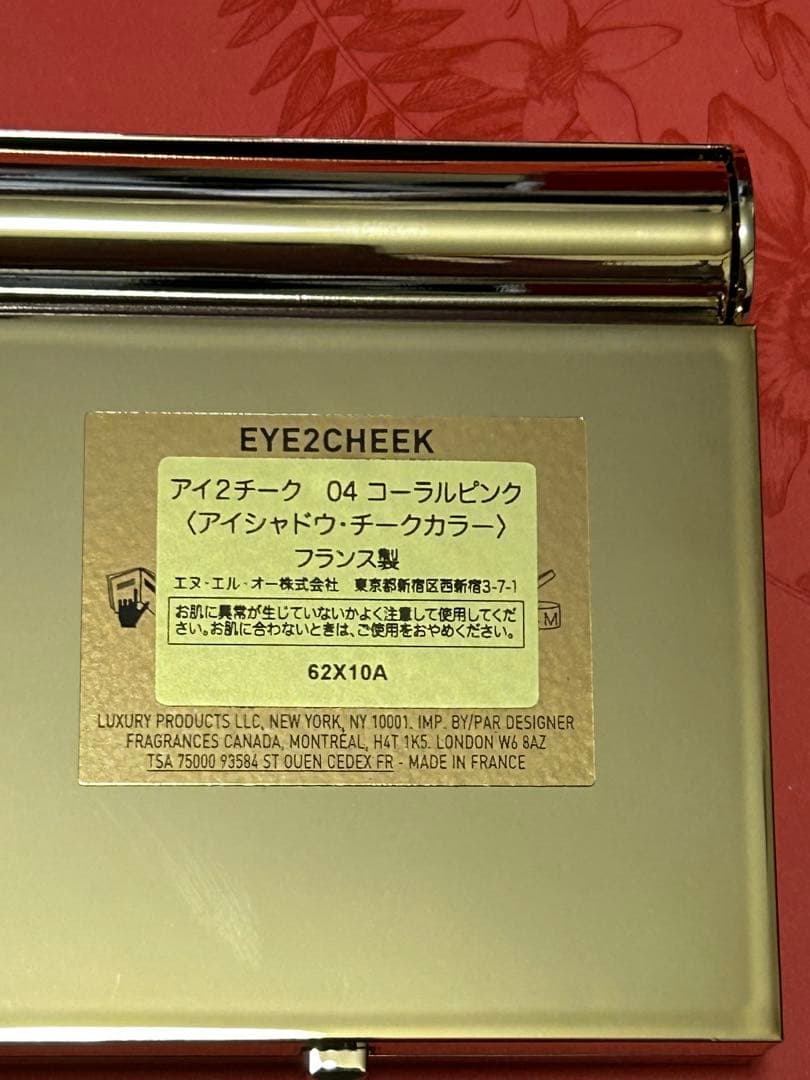 EYE2CHEEK
アイ2チーク 04 コーラルピンク
〈アイシャドウ・チークカラー〉
フランス製
エヌ・エル・オー株式会社 東京都新宿区西新宿3-7-1
お肌に異常が生じていないかよく注意して使用してくだ
さい。お肌に合わないときは、ご使用をおやめください。
M
62X10A
LUXURY PRODUCTS LLC, NEW YORK, NY 10001. IMP. BY/PAR DESIGNER
FRAGRANCES CANADA, MONTRÉAL, H4T 1K5. LONDON W6 8AZ
TSA 75000 93584 ST OUEN CEDEX FR - MADE IN FRANCE